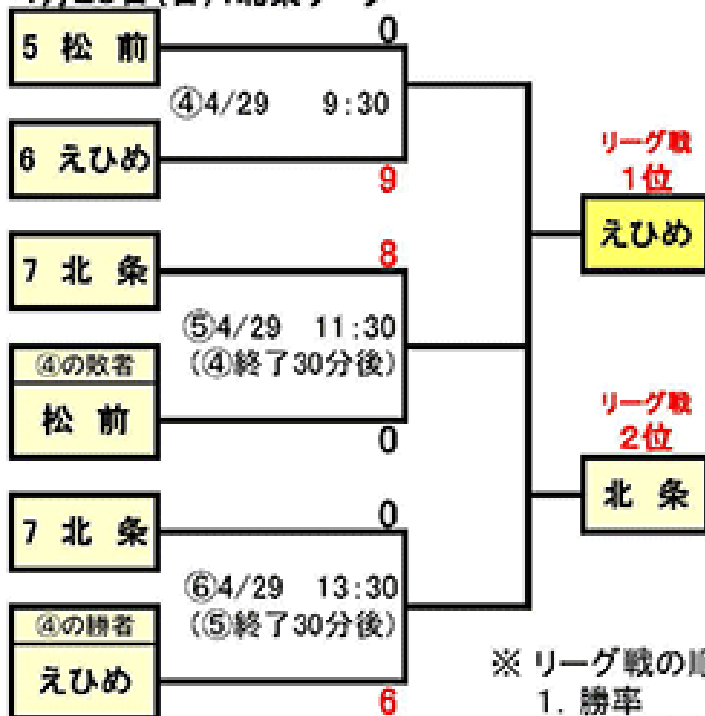 5 松 前
0
④4/29 9:30
6 えひめ
9
リーグ戦
1位
えひめ
7 北 条
8
⑤4/29 11:30
(④終了30分後)
④の敗者
松 前
0
リーグ戦
2位
北 条
7 北 条
0
⑥4/29 13:30
(⑤終了30分後)
④の勝者
えひめ
6
※ リーグ戦の
1. 勝率